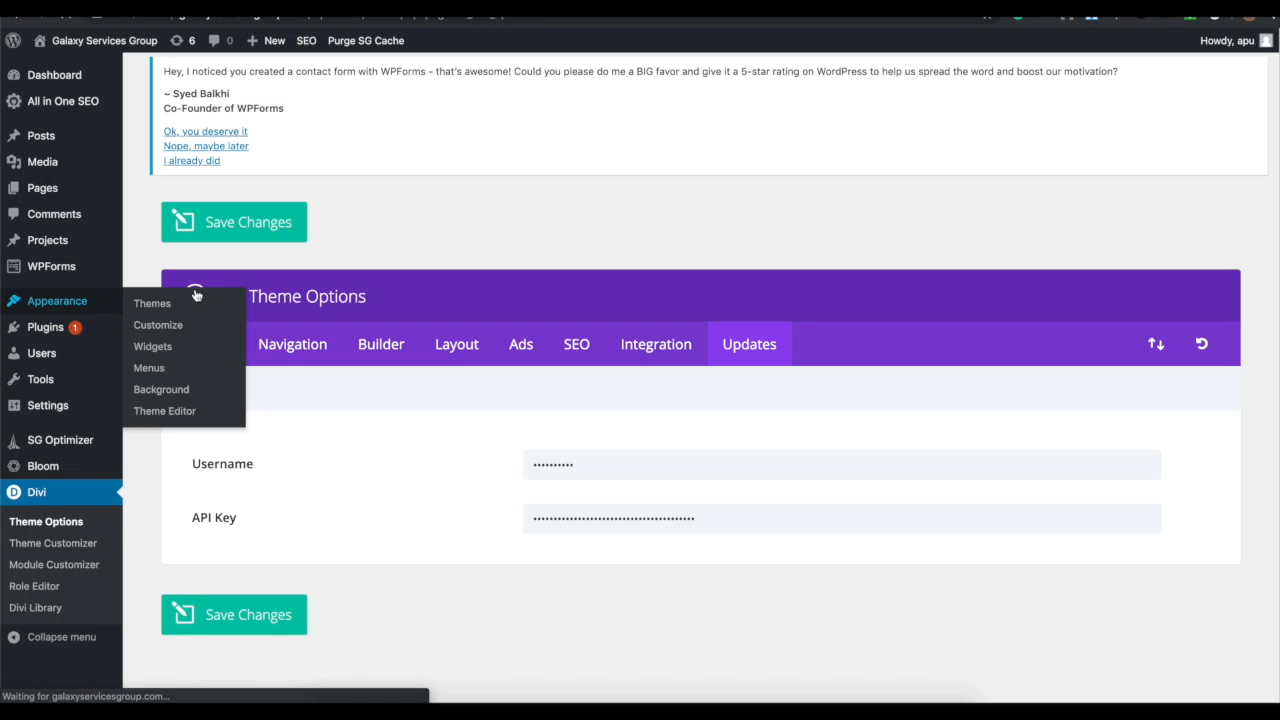 Galaxy Services Group 6 0 New SEO Purge SG Cache Howdy, apu
Dashboard
All in One SEO
Posts
Media
Pages
Comments
Projects
WPForms
Appearance
Plugins 1
Users
Tools
Settings
SG Optimizer
Bloom
Divi
Theme Options
Theme Customizer
Module Customizer
Role Editor
Divi Library
Collapse menu
Themes
Customize
Widgets
Menus
Background
Theme Editor
Hey, I noticed you created a contact form with WPForms - that's awesome! Could you please do me a BIG favor and give it a 5-star rating on WordPress to help us spread the word and boost our motivation?
~ Syed Balkhi
Co-Founder of WPForms
Ok, you deserve it
Nope, maybe later
I already did
Save Changes
Theme Options
Navigation Builder Layout Ads SEO Integration Updates
Username
API Key
Save Changes
Waiting for galaxyservicesgroup.com...